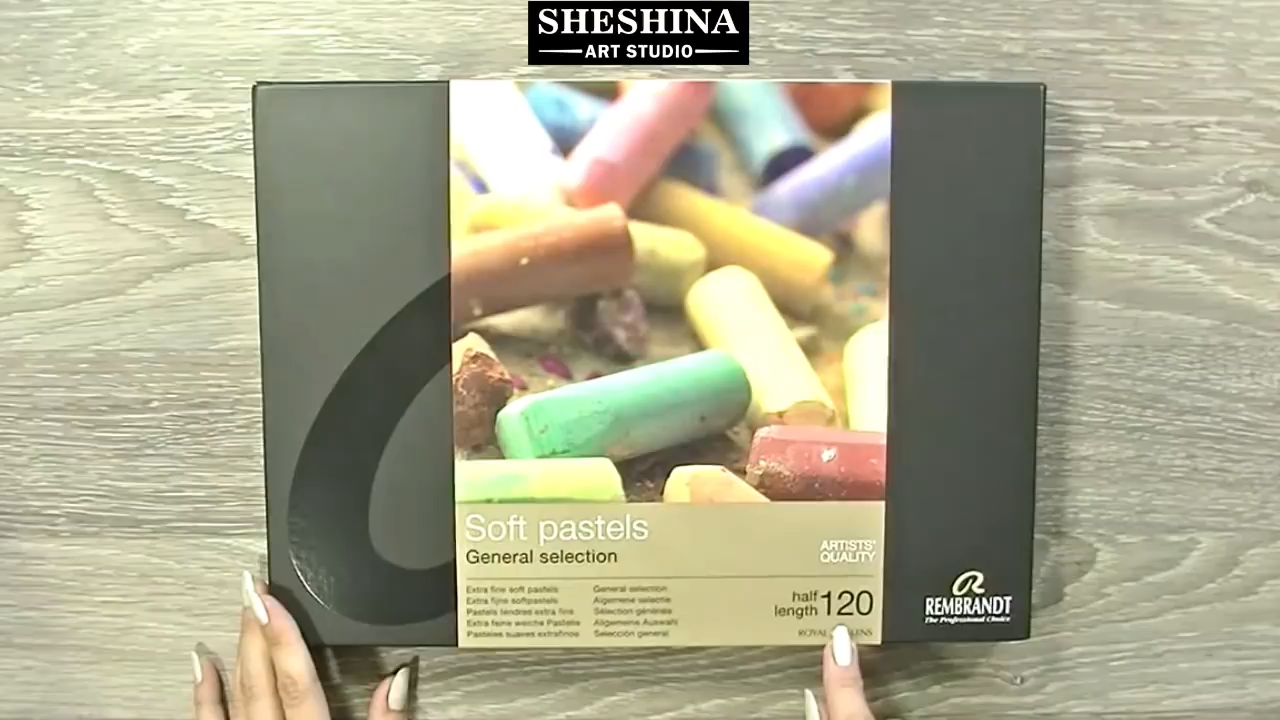 SHESHINA
ART STUDIO
Soft pastels
General selection
ARTISTS'
QUALITY
Extra fine soft pastels General selection
Extra fijne softpastels Algemene selectie
Pastels tendres extra fins Sélection générale
Extra feine weiche Pastelle Allgemeine Auswahl
Pasteles suaves extrafinos Selección general
half
length 120
ROYAL
REMBRANDT
The Professional Choice